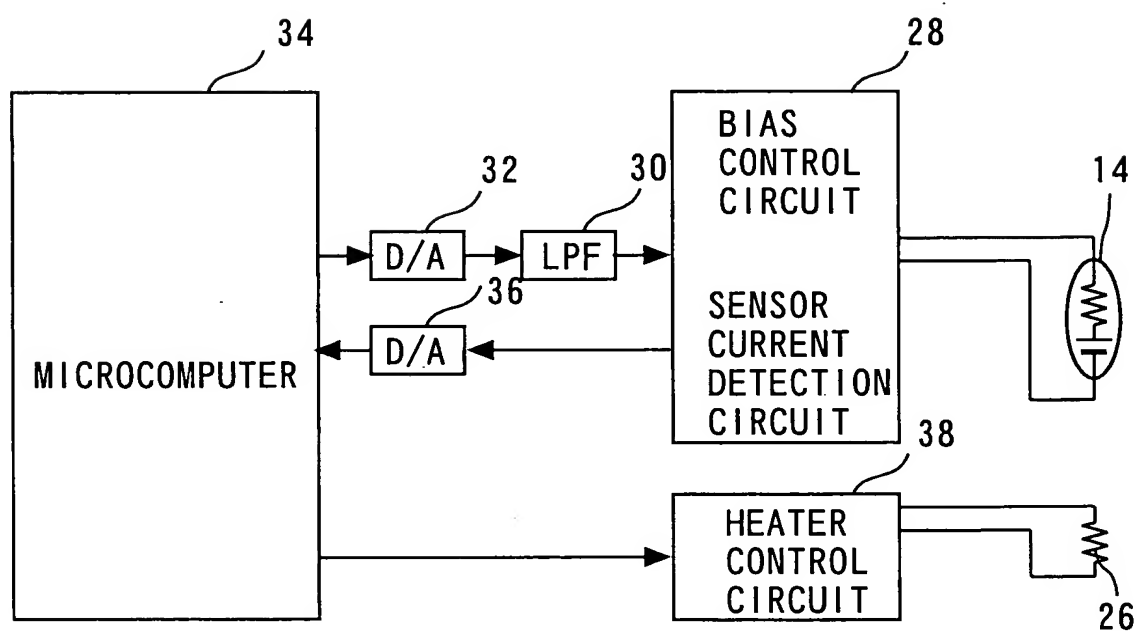 34
28
BIAS
CONTROL
CIRCUIT
32
30
14
D/A
LPF
36
SENSOR
CURRENT
DETECTION
CIRCUIT
D/A
MICROCOMPUTER
38
HEATER
CONTROL
CIRCUIT
26